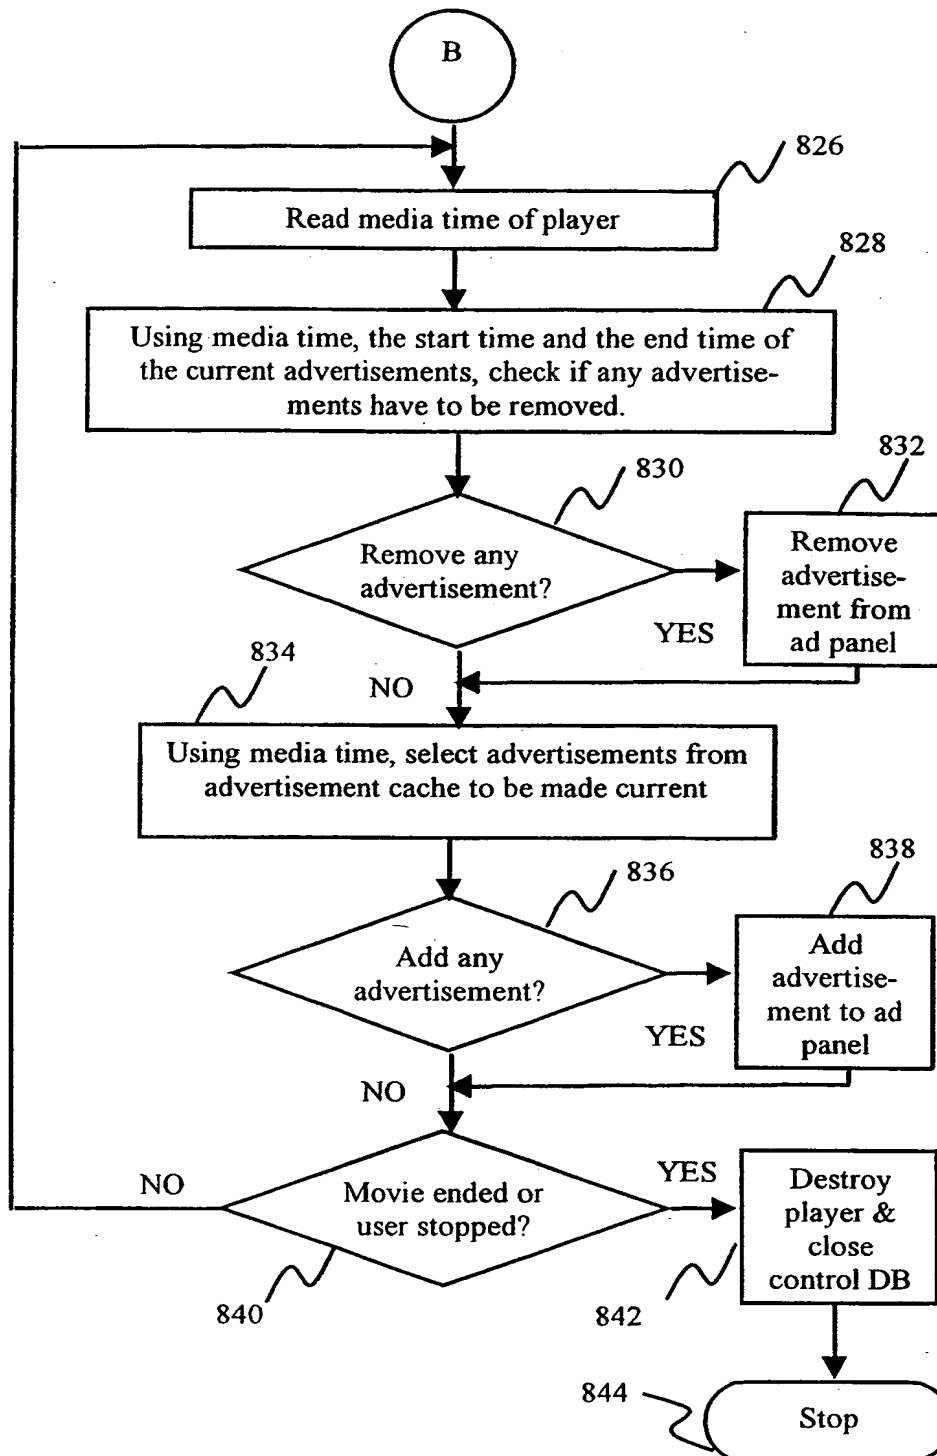 B
826
Read media time of player
828
Using media time, the start time and the end time of
the current advertisements, check if any advertise-
ments have to be removed.
830
832
Remove any
advertisement?
Remove
advertise-
ment from
ad panel
YES
834
NO
Using media time, select advertisements from
advertisement cache to be made current
836
838
Add any
advertisement?
Add
advertise-
ment to ad
panel
YES
NO
NO
Movie ended or
user stopped?
YES
Destroy
player &
close
control DB
840
842
844
Stop